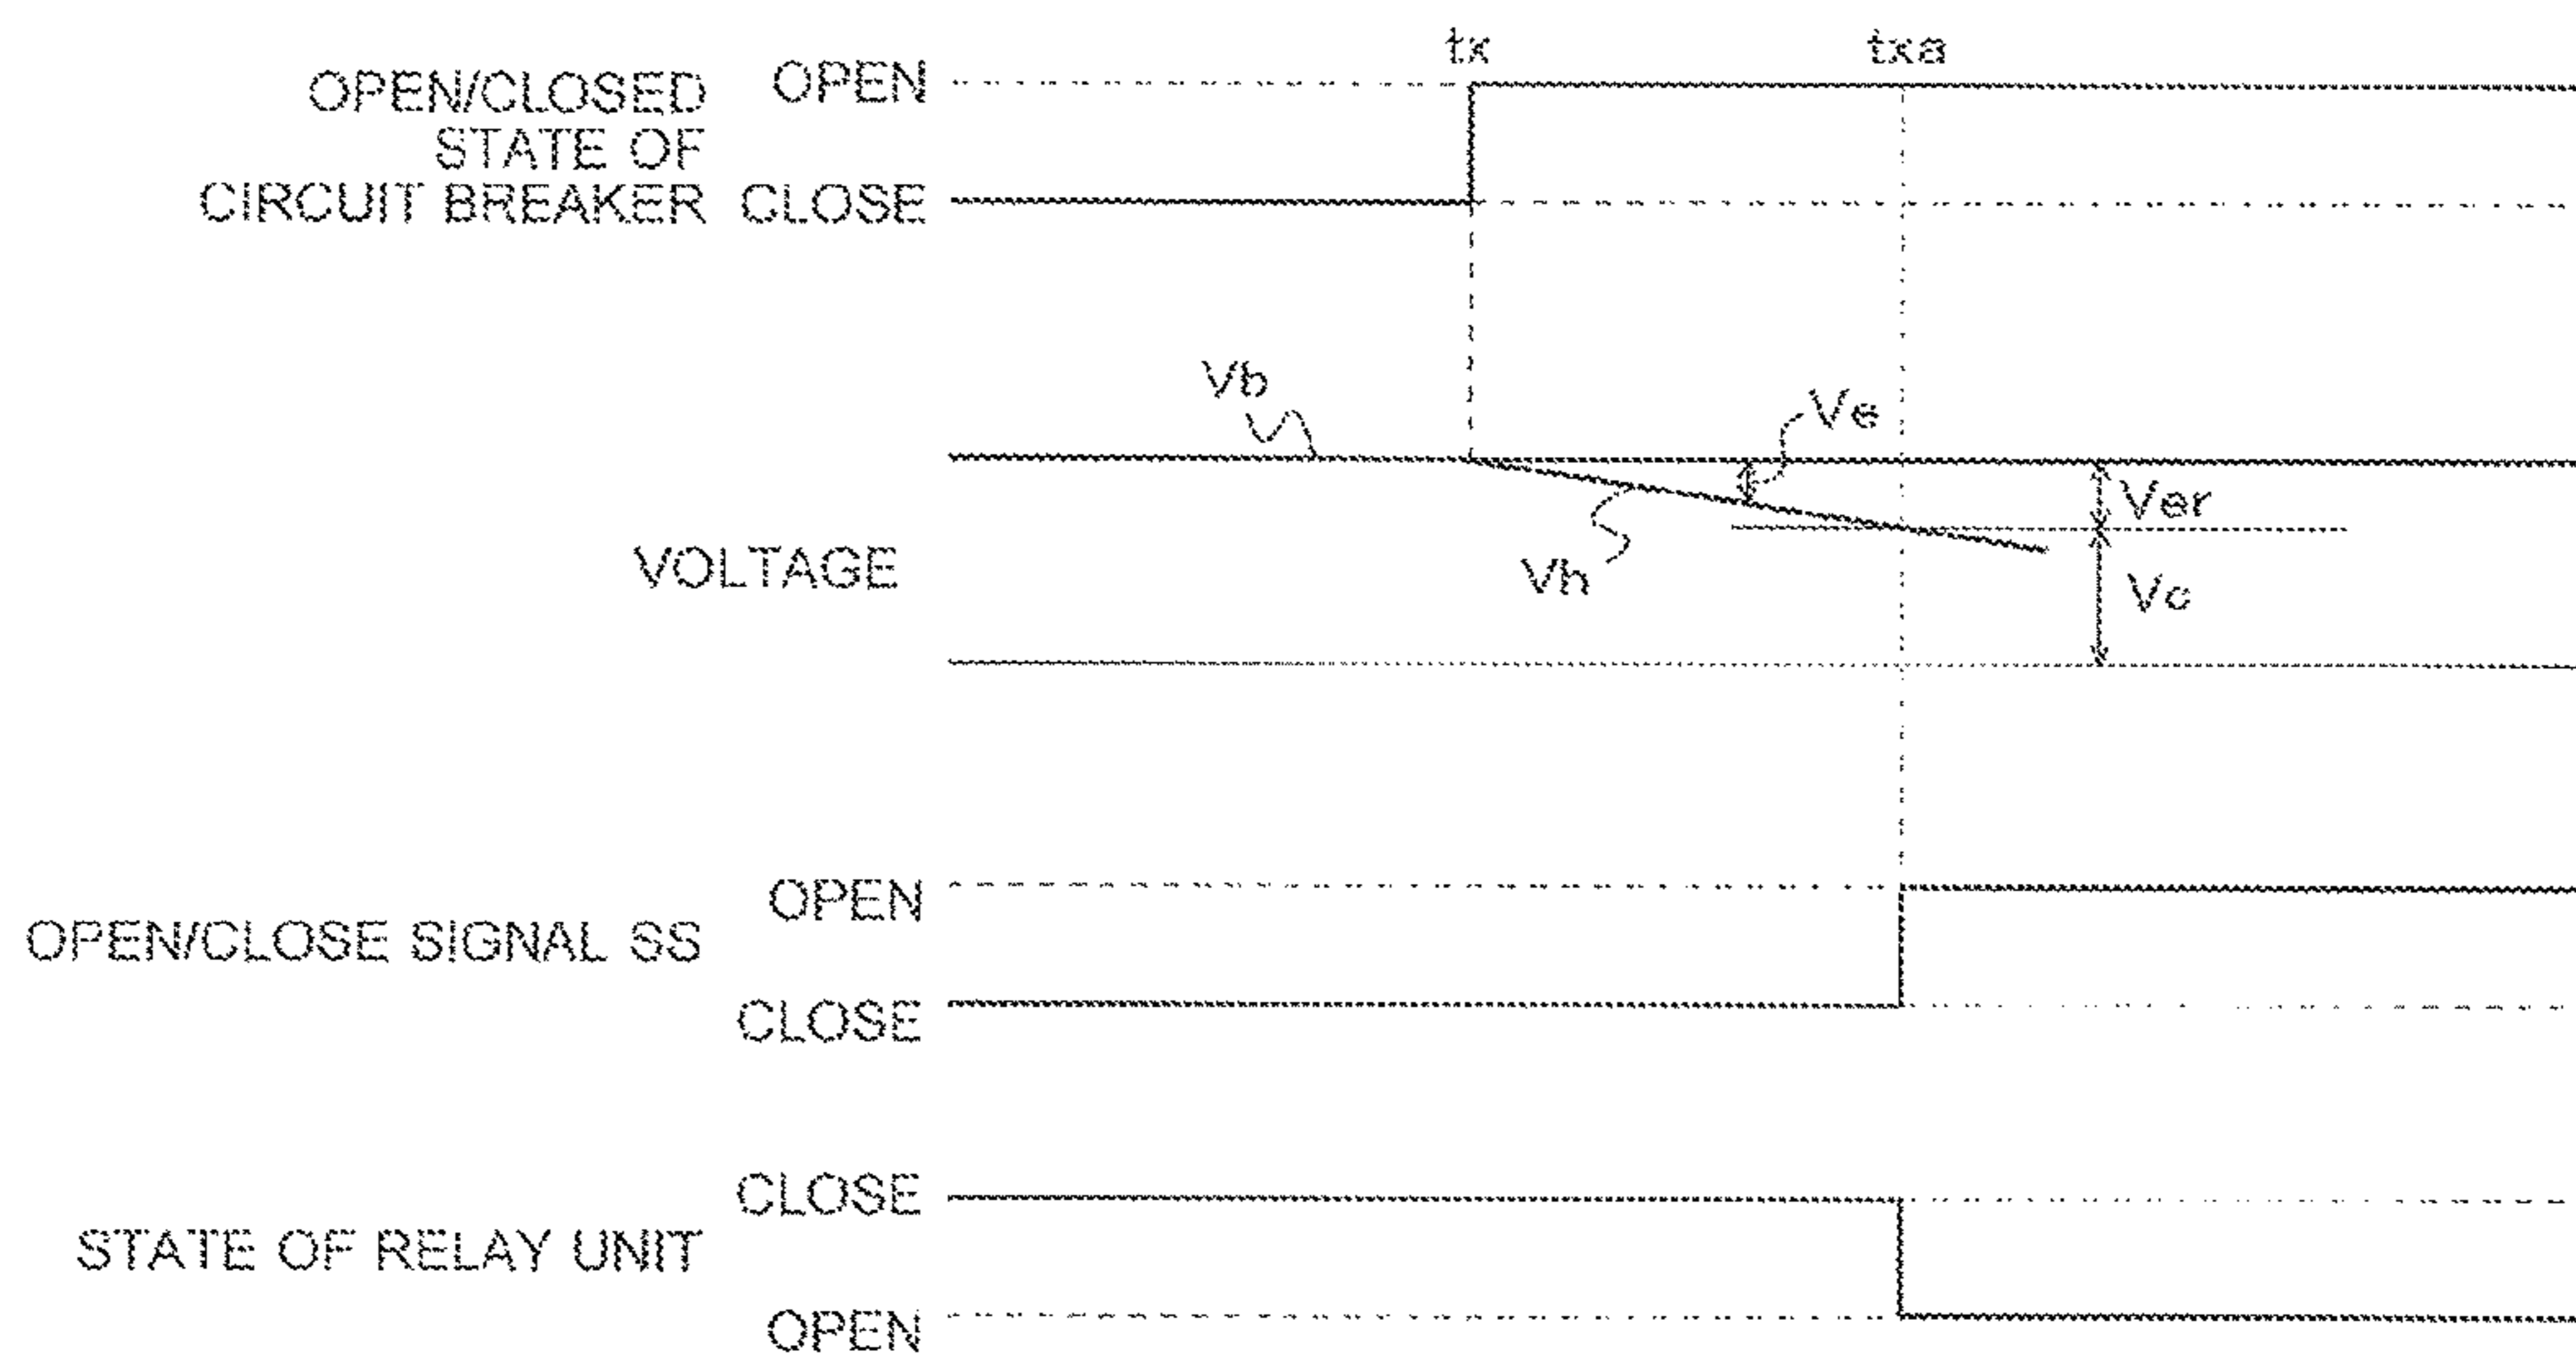 tx
txa
OPEN/CLOSED
STATE OF
CIRCUIT BREAKER
OPEN
CLOSE
Vb
Ve
Ver
Vh
Vc
VOLTAGE
OPEN/CLOSE SIGNAL SS
OPEN
CLOSE
STATE OF RELAY UNIT
CLOSE
OPEN